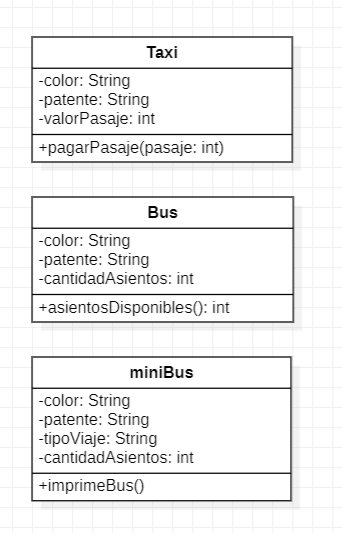 Taxi
-color: String
-patente: String
-valorPasaje: int
+pagarPasaje(pasaje: int)
Bus
-color: String
-patente: String
-cantidadAsientos: int
+asientosDisponibles(): int
miniBus
-color: String
-patente: String
-tipoViaje: String
-cantidadAsientos: int
+imprimeBus()